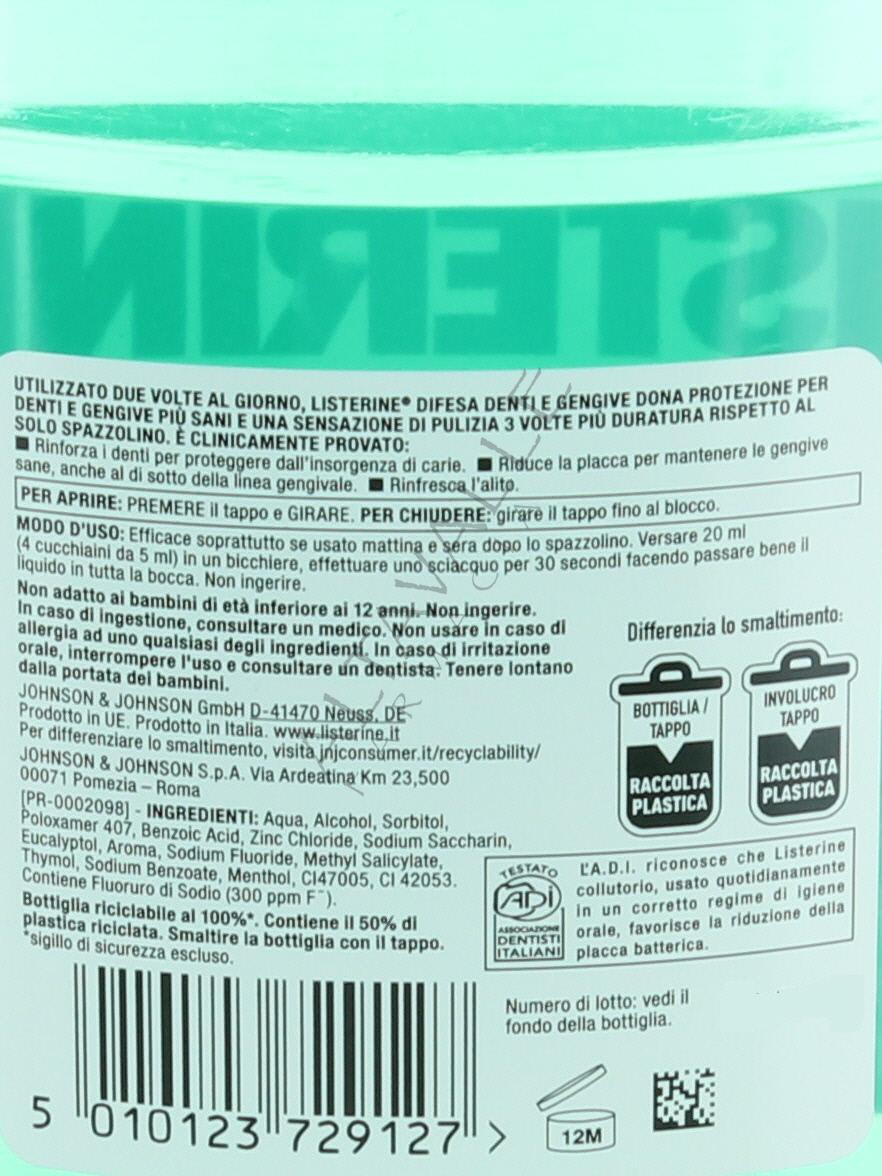 STERIN
UTILIZZATO DUE VOLTE AL GIORNO, LISTERINE® DIFESA DENTI E GENGIVE DONA PROTEZIONE PER
DENTI E GENGIVE PIÙ SANI E UNA SENSAZIONE DI PULIZIA 3 VOLTE PIÙ DURATURA RISPETTO AL
SOLO SPAZZOLINO. È CLINICAMENTE PROVATO:
■ Rinforza i denti per proteggere dall'insorgenza di carie. ■ Riduce la placca per mantenere le gengive
sane, anche al di sotto della linea gengivale. ■ Rinfresca l'alito.
PER APRIRE: PREMERE il tappo e GIRARE. PER CHIUDERE: girare il tappo fino al blocco.
MODO D'USO: Efficace soprattutto se usato mattina e sera dopo lo spazzolino. Versare 20 ml
(4 cucchiaini da 5 ml) in un bicchiere, effettuare uno sciacquo per 30 secondi facendo passare bene il
liquido in tutta la bocca. Non ingerire.
Non adatto ai bambini di età inferiore ai 12 anni. Non ingerire.
In caso di ingestione, consultare un medico. Non usare in caso di
allergia ad uno qualsiasi degli ingredienti. In caso di irritazione
orale, interrompere l'uso e consultare un dentista. Tenere lontano
dalla portata dei bambini.
JOHNSON & JOHNSON GmbH D-41470 Neuss, DE
Prodotto in UE. Prodotto in Italia. www.listerine.it
Per differenziare lo smaltimento, visita jnjconsumer.it/recyclability/
JOHNSON & JOHNSON S.p.A. Via Ardeatina Km 23,500
00071 Pomezia – Roma
[PR-0002098] - INGREDIENTI: Aqua, Alcohol, Sorbitol,
Poloxamer 407, Benzoic Acid, Zinc Chloride, Sodium Saccharin,
Eucalyptol, Aroma, Sodium Fluoride, Methyl Salicylate,
Thymol, Sodium Benzoate, Menthol, CI47005, CI 42053.
Contiene Fluoruro di Sodio (300 ppm F⁻).
Bottiglia riciclabile al 100%*. Contiene il 50% di
plastica riciclata. Smaltire la bottiglia con il tappo.
*sigillo di sicurezza escluso.
Differenzia lo smaltimento:
BOTTIGLIA /
TAPPO
RACCOLTA
PLASTICA
INVOLUCRO
TAPPO
RACCOLTA
PLASTICA
TESTATO
ADI
ASSOCIAZIONE
DENTISTI
ITALIANI
L'A.D.I. riconosce che Listerine
collutorio, usato quotidianamente
in un corretto regime di igiene
orale, favorisce la riduzione della
placca batterica.
Numero di lotto: vedi il
fondo della bottiglia.
5 010123 729127 >
12M